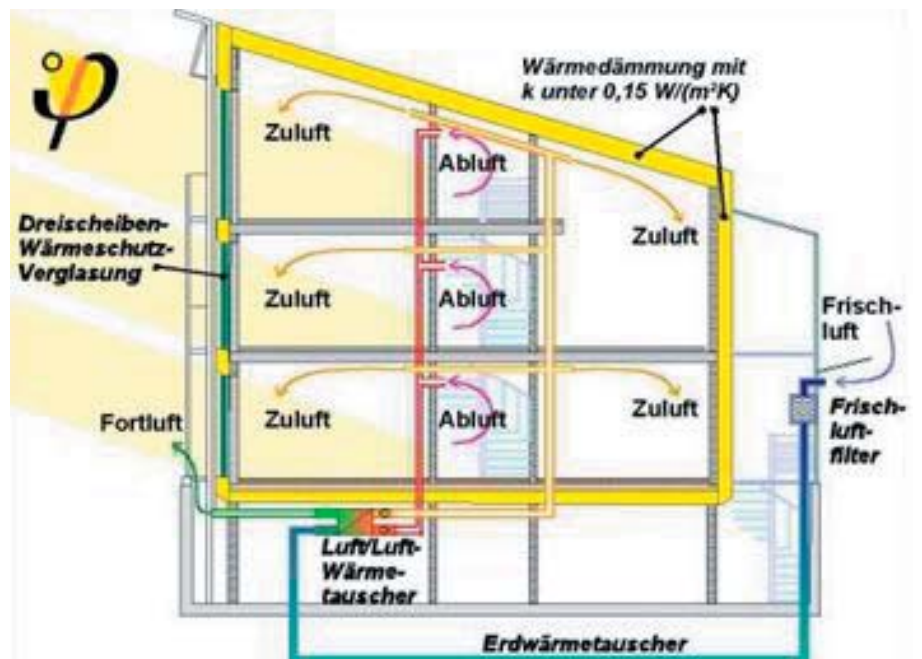 Wärmedämmung mit
k unter 0,15 W/(m²K)
Zuluft
Abluft
Dreischeiben-
Wärmeschutz-
Verglasung
Zuluft
Zuluft
Abluft
Frisch-
luft
Fortluft
Zuluft
Abluft
Zuluft
Frisch-
luft-
filter
Luft/Luft-
Wärme-
tauscher
Erdwärmetauscher